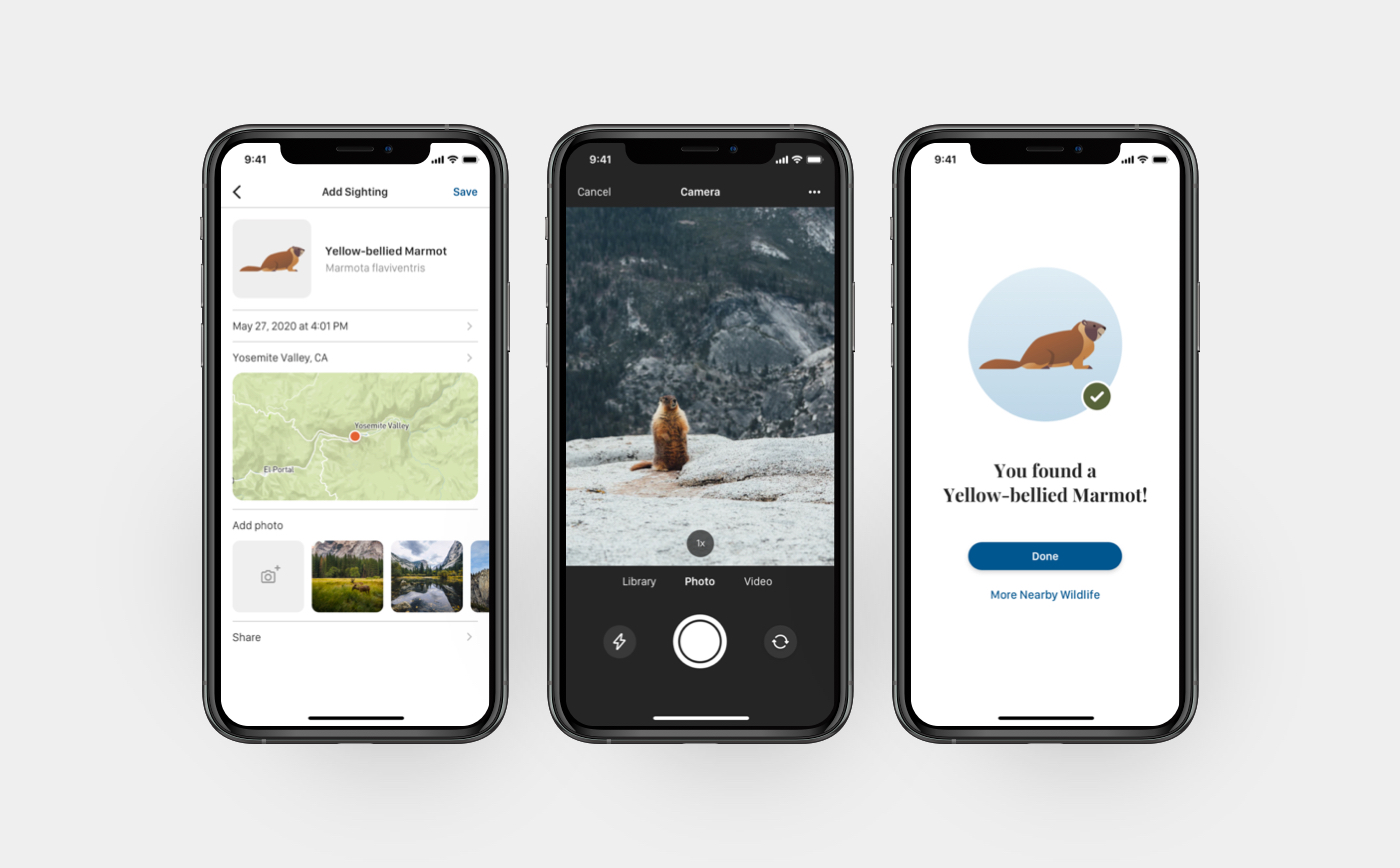 9:41
Add Sighting
Save
Yellow-bellied Marmot
Marmota flaviventris
May 27, 2020 at 4:01 PM
Yosemite Valley, CA
Yosemite Valley
El Portal
Add photo
Share
9:41
Cancel
Camera
1x
Library
Photo
Video
9:41
You found a
Yellow-bellied Marmot!
Done
More Nearby Wildlife